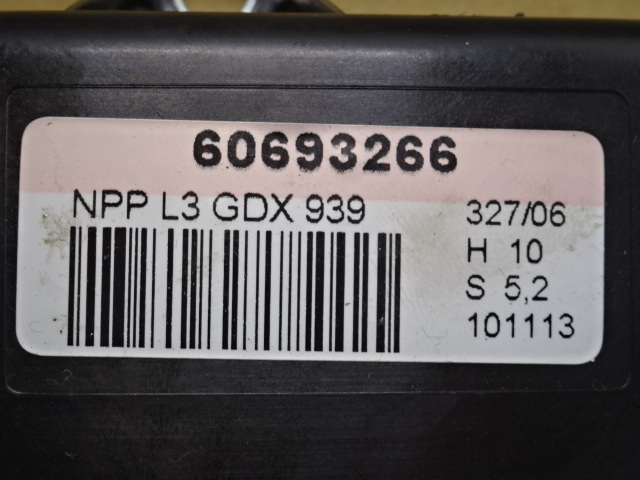 60693266
NPP L3 GDX 939
327/06
H 10
S 5,2
101113